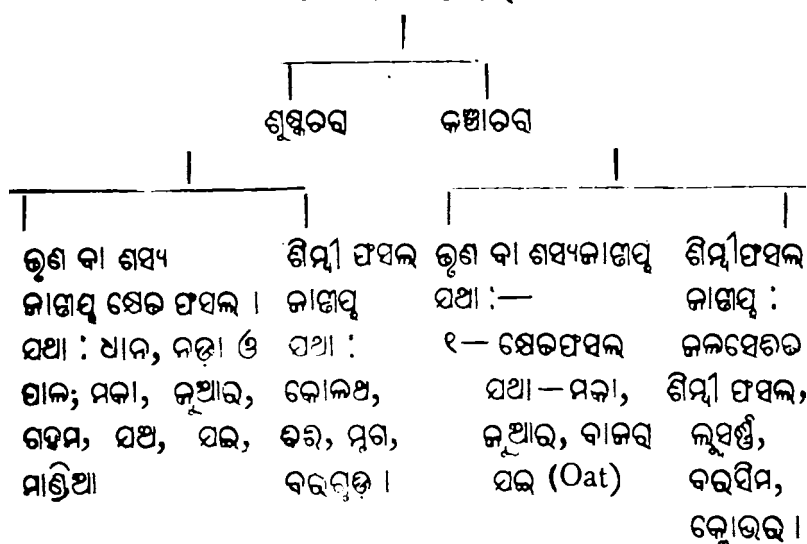 ଶୁଷ୍କଚରା
କଞ୍ଚାଚରା
ତୃଣ ବା ଶସ୍ୟ
ଜାତୀୟ କ୍ଷେତ ଫସଲ ।
ଯଥା : ଧାନ, ନଡ଼ା ଓ
ପାଳ; ମକା, ଜୂଆର,
ଗହମ, ଯଅ, ଯଇ,
ମାଣ୍ଡିଆ
ଶିମ୍ବୀ ଫସଲ
ଜାତୀୟ
ଯଥା :
କୋଳଥ,
ବର, ମୁଗ,
ବରଗୁଡ଼ ।
ତୃଣ ବା ଶସ୍ୟଜାତୀୟ
ଯଥା :—
୧— କ୍ଷେତଫସଲ
ଯଥା — ମକା,
ଜୂଆର, ବାଜରା
ଯଇ (Oat)
ଶିମ୍ବୀଫସଲ
ଜାତୀୟ :
ଜଳସେଚିତ
ଶିମ୍ବୀ ଫସଲ,
ଲୁସର୍ଣ୍ଣ,
ବରସିମ,
କ୍ଳୋଭର ।